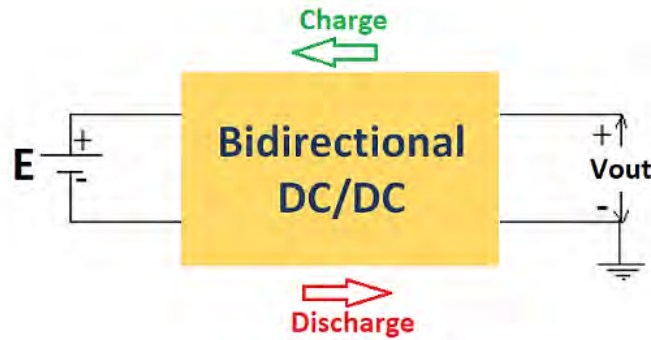 Charge
Bidirectional
DC/DC
E
+
-
+
Vout
-
Discharge